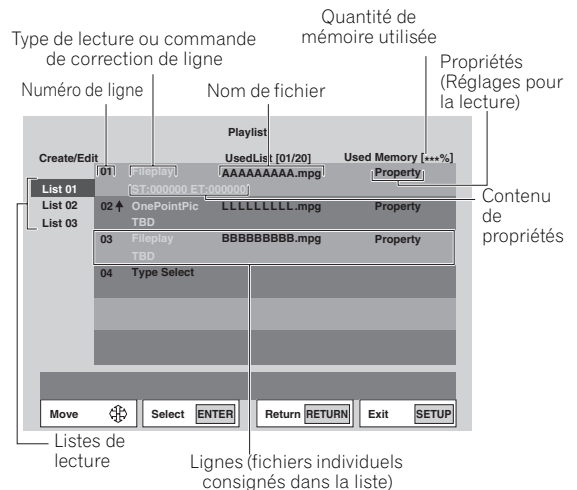 Quantité de
mémoire utilisée
Type de lecture ou commande
de correction de ligne
Propriétés
(Réglages pour
la lecture)
Numéro de ligne
Nom de fichier
Playlist
Create/Edit
UsedList [01/20]
Used Memory [***%]
01 Fileplay AAAAAAAAA.mpg Property
List 01
ST:000000 ET:000000
List 02
02 OnePointPic LLLLLLLLL.mpg Property
List 03
TBD
03 Fileplay BBBBBBBBB.mpg Property
TBD
04 Type Select
Contenu
de
propriétés
Move
Select ENTER
Return RETURN
Exit SETUP
Listes de
lecture
Lignes (fichiers individuels
consignés dans la liste)